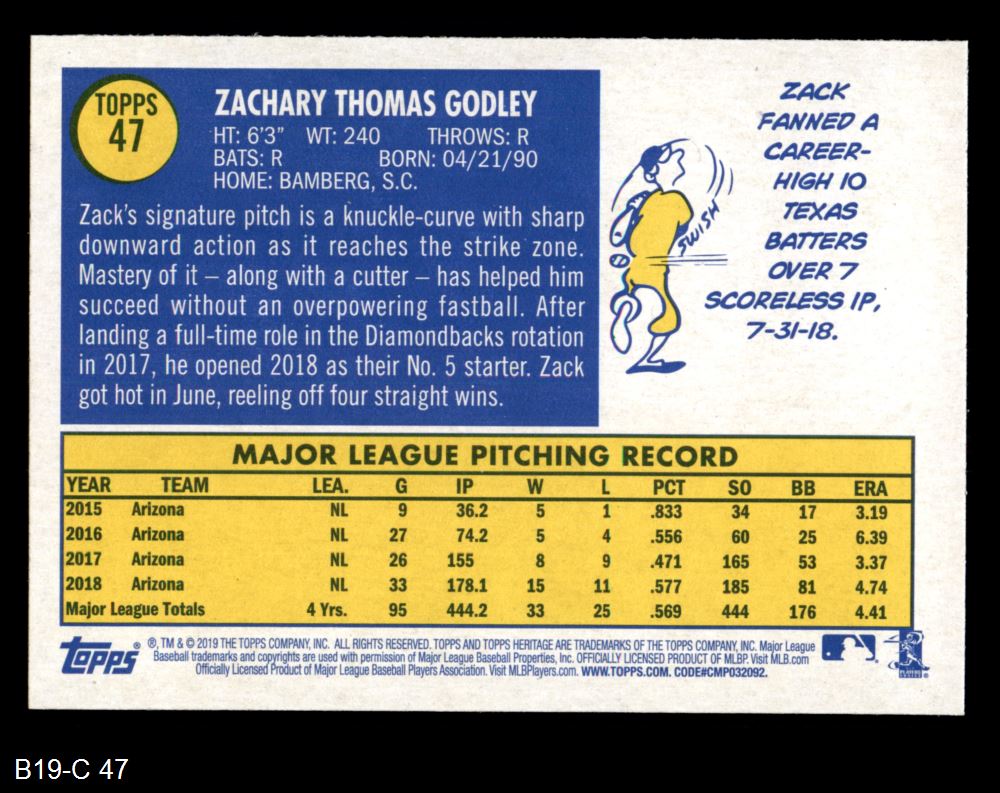 TOPPS
47
ZACHARY THOMAS GODLEY
HT: 6'3" WT: 240 THROWS: R
BATS: R BORN: 04/21/90
HOME: BAMBERG, S.C.
Zack's signature pitch is a knuckle-curve with sharp
downward action as it reaches the strike zone.
Mastery of it – along with a cutter – has helped him
succeed without an overpowering fastball. After
landing a full-time role in the Diamondbacks rotation
in 2017, he opened 2018 as their No. 5 starter. Zack
got hot in June, reeling off four straight wins.
ZACK
FANNED A
CAREER-
HIGH 10
TEXAS
BATTERS
OVER 7
SCORELESS IP,
7-31-18.
SWISH
MAJOR LEAGUE PITCHING RECORD
YEAR TEAM LEA. G IP W L PCT SO BB ERA
2015 Arizona NL 9 36.2 5 1 .833 34 17 3.19
2016 Arizona NL 27 74.2 5 4 .556 60 25 6.39
2017 Arizona NL 26 155 8 9 .471 165 53 3.37
2018 Arizona NL 33 178.1 15 11 .577 185 81 4.74
Major League Totals 4 Yrs. 95 444.2 33 25 .569 444 176 4.41
TOPPS® ®, TM & © 2019 THE TOPPS COMPANY, INC. ALL RIGHTS RESERVED. TOPPS AND TOPPS HERITAGE ARE TRADEMARKS OF THE TOPPS COMPANY, INC. Major League
Baseball trademarks and copyrights are used with permission of Major League Baseball Properties, Inc. OFFICIALLY LICENSED PRODUCT OF MLBP. Visit MLB.com
Officially Licensed Product of Major League Baseball Players Association. Visit MLBPlayers.com. WWW.TOPPS.COM. CODE#CMP032092.
B19-C 47